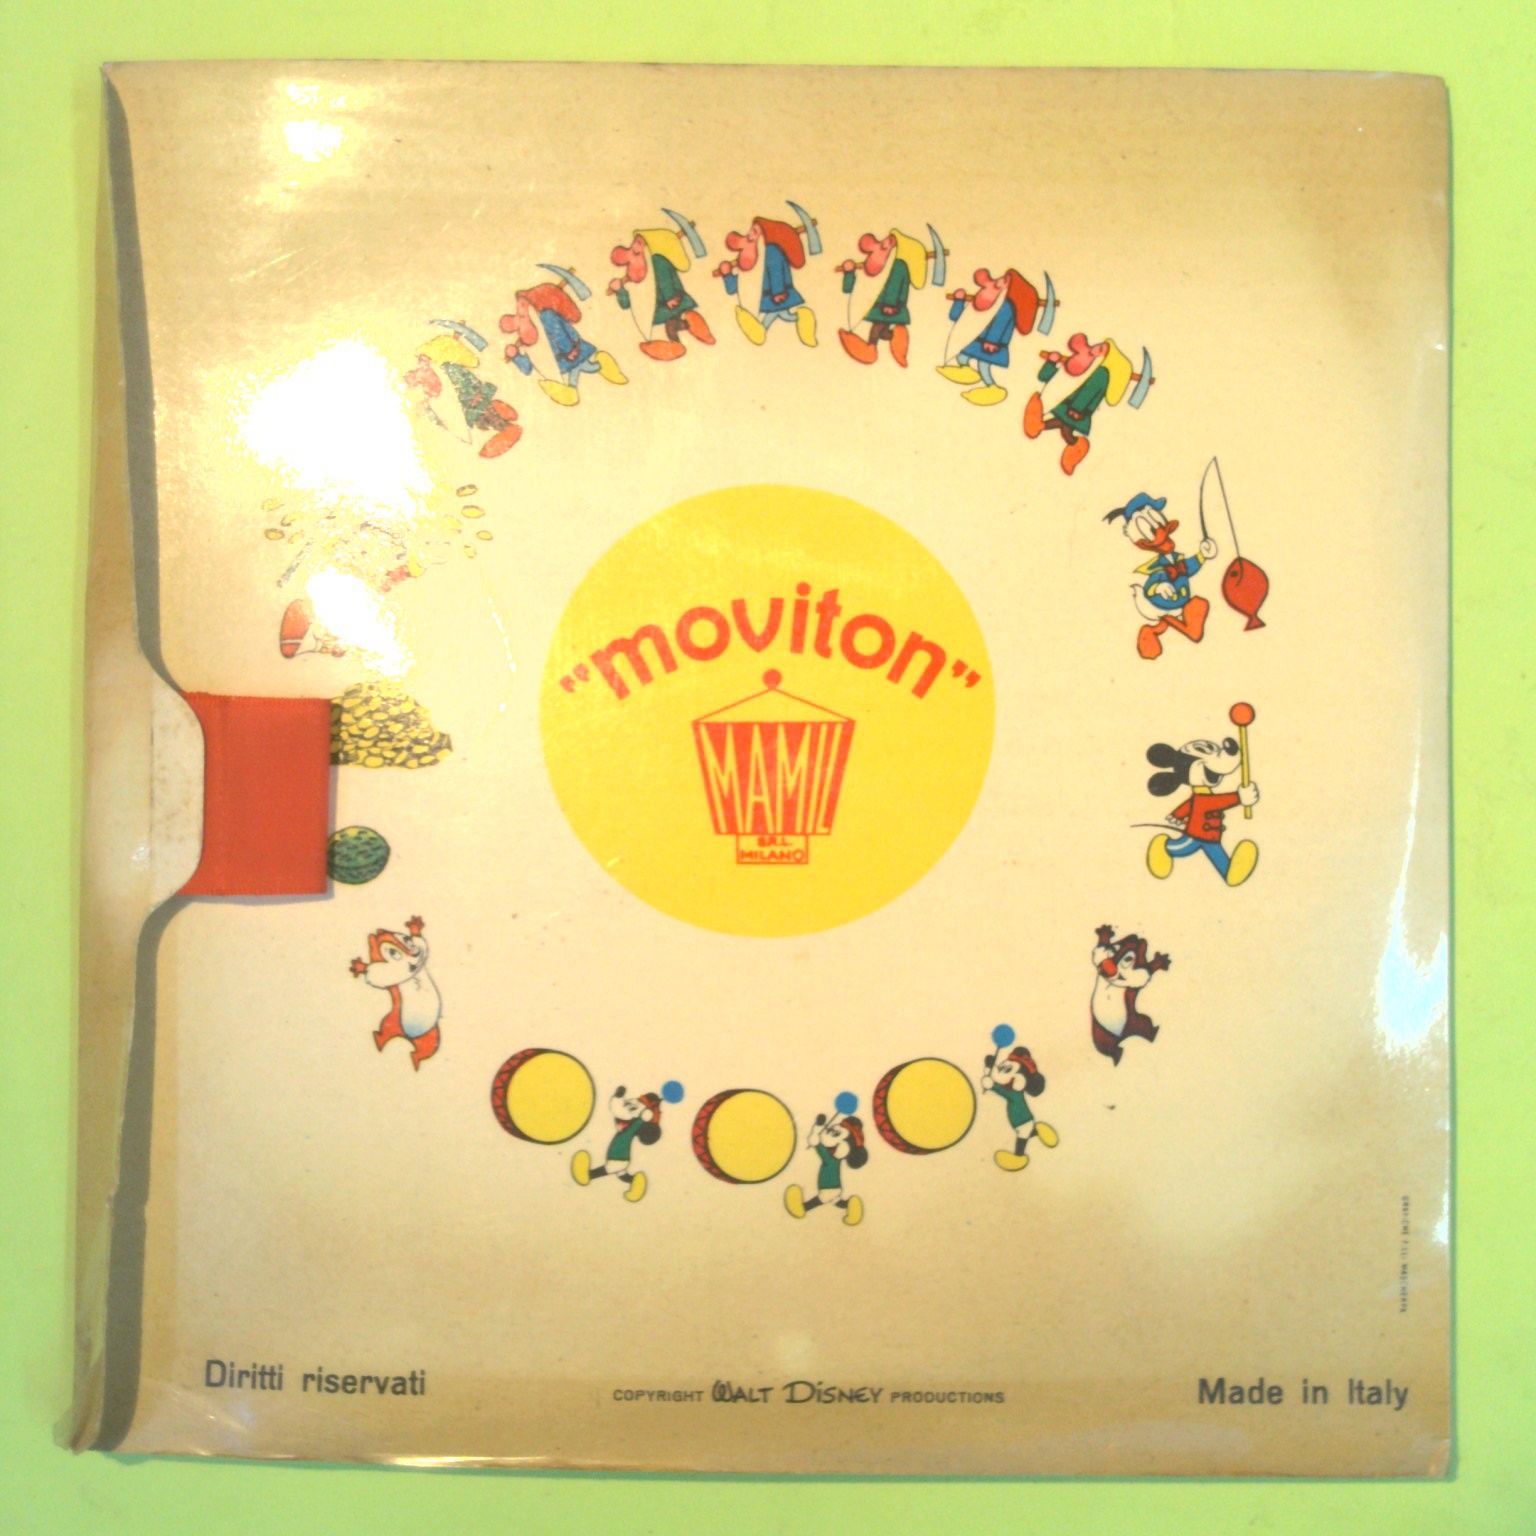 "moviton"
MAMIL
S.R.L.
MILANO
Diritti riservati
COPYRIGHT WALT DISNEY PRODUCTIONS
Made in Italy